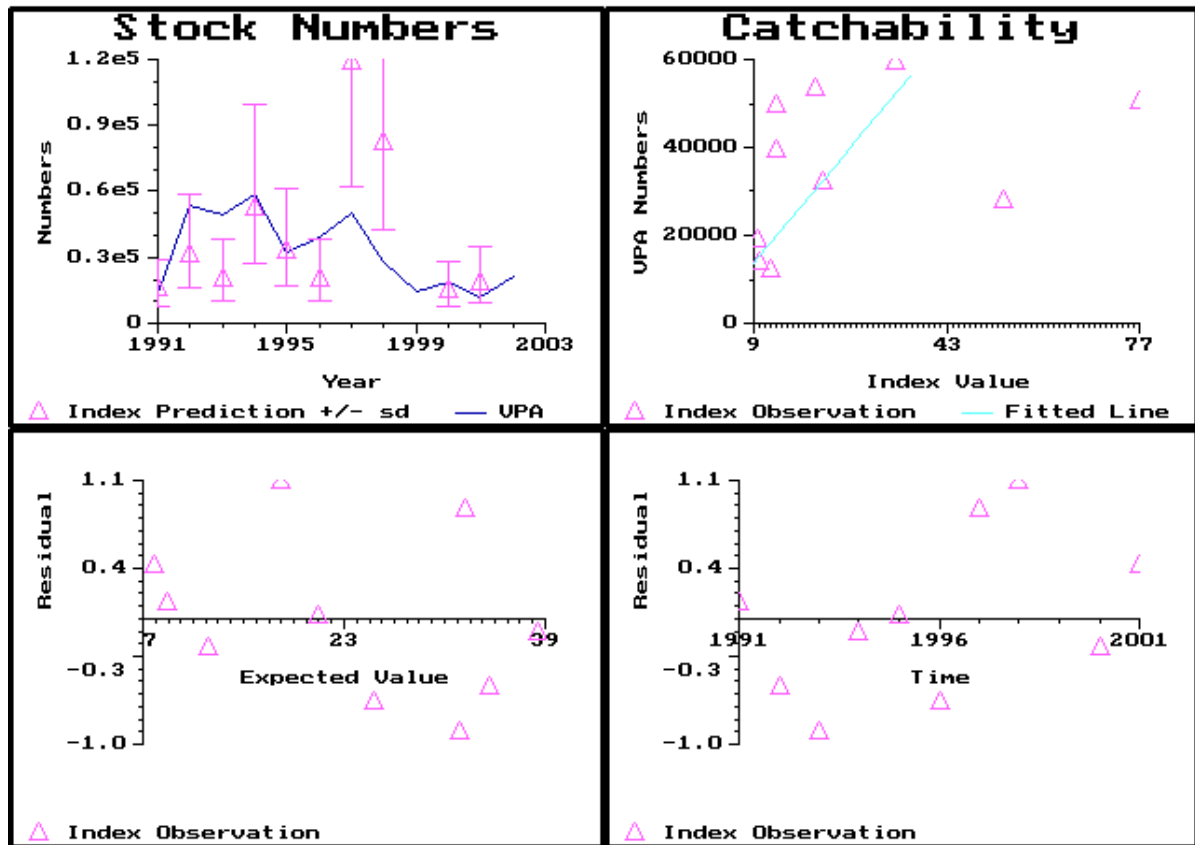 Stock Numbers
1.2e5
0.9e5
0.6e5
0.3e5
0
Numbers
1991 1995 1999 2003
Year
Index Prediction +/- sd VPA
Catchability
60000
40000
20000
0
VPA Numbers
9 43 77
Index Value
Index Observation Fitted Line
1.1
0.4
-0.3
-1.0
Residual
7 23 39
Expected Value
Index Observation
1.1
0.4
-0.3
-1.0
Residual
1991 1996 2001
Time
Index Observation